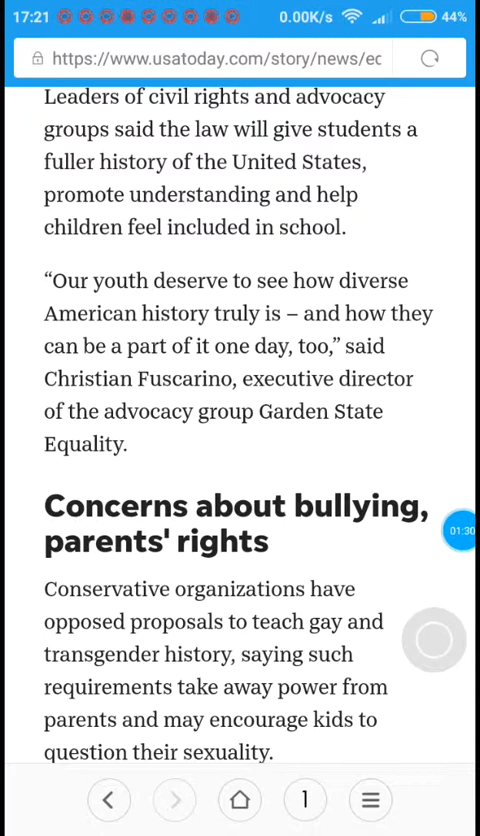 17:21
0.00K/s
44%
https://www.usatoday.com/story/news/ec
Leaders of civil rights and advocacy
groups said the law will give students a
fuller history of the United States,
promote understanding and help
children feel included in school.
“Our youth deserve to see how diverse
American history truly is – and how they
can be a part of it one day, too,” said
Christian Fuscarino, executive director
of the advocacy group Garden State
Equality.
Concerns about bullying,
parents' rights
01:30
Conservative organizations have
opposed proposals to teach gay and
transgender history, saying such
requirements take away power from
parents and may encourage kids to
question their sexuality.
1